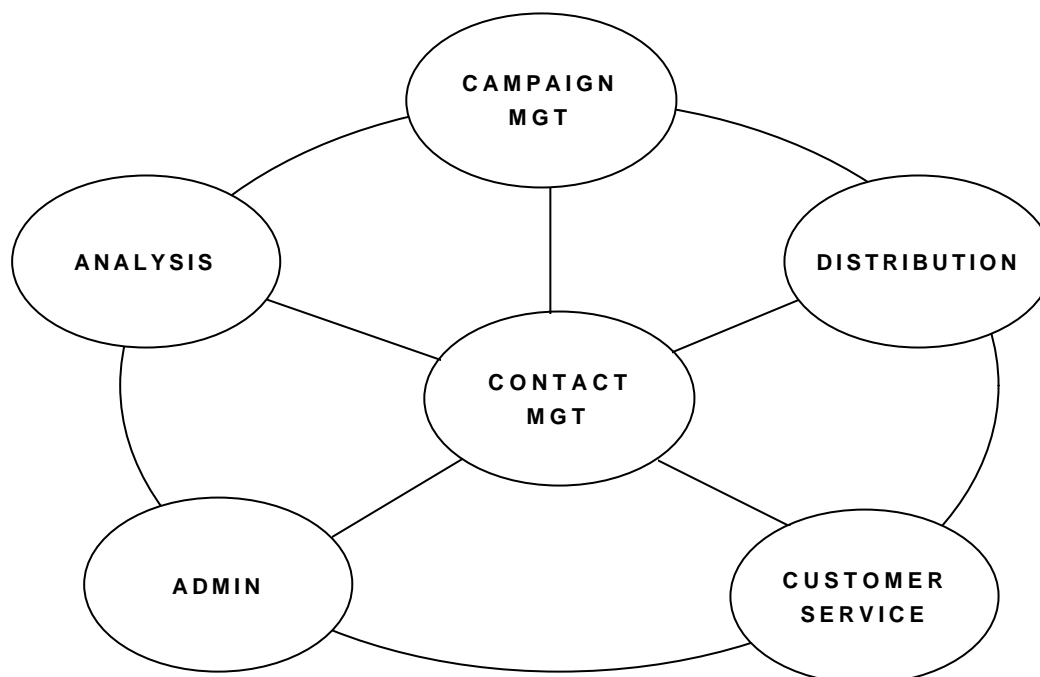 CAMPAIGN
MGT
ANALYSIS
DISTRIBUTION
CONTACT
MGT
ADMIN
CUSTOMER
SERVICE